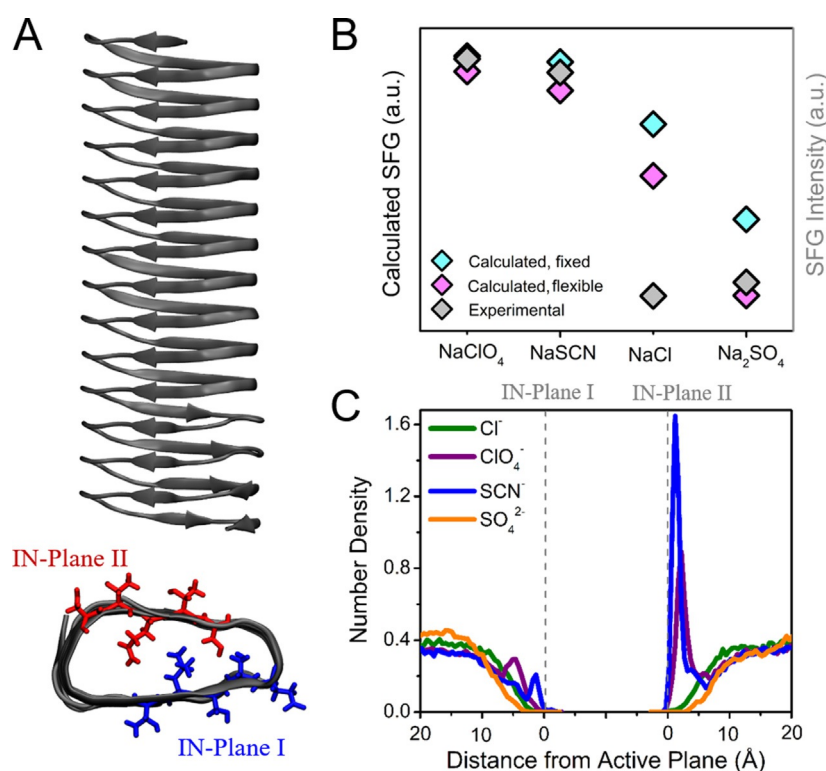 A
IN-Plane II
IN-Plane I
B
Calculated SFG (a.u.)
SFG Intensity (a.u.)
Calculated, fixed
Calculated, flexible
Experimental
NaClO₄
NaSCN
NaCl
Na₂SO₄
C
IN-Plane I
IN-Plane II
Cl⁻
ClO₄⁻
SCN⁻
SO₄²⁻
Number Density
1.6
1.2
0.8
0.4
0.0
20 10 0 0 10 20
Distance from Active Plane (Å)